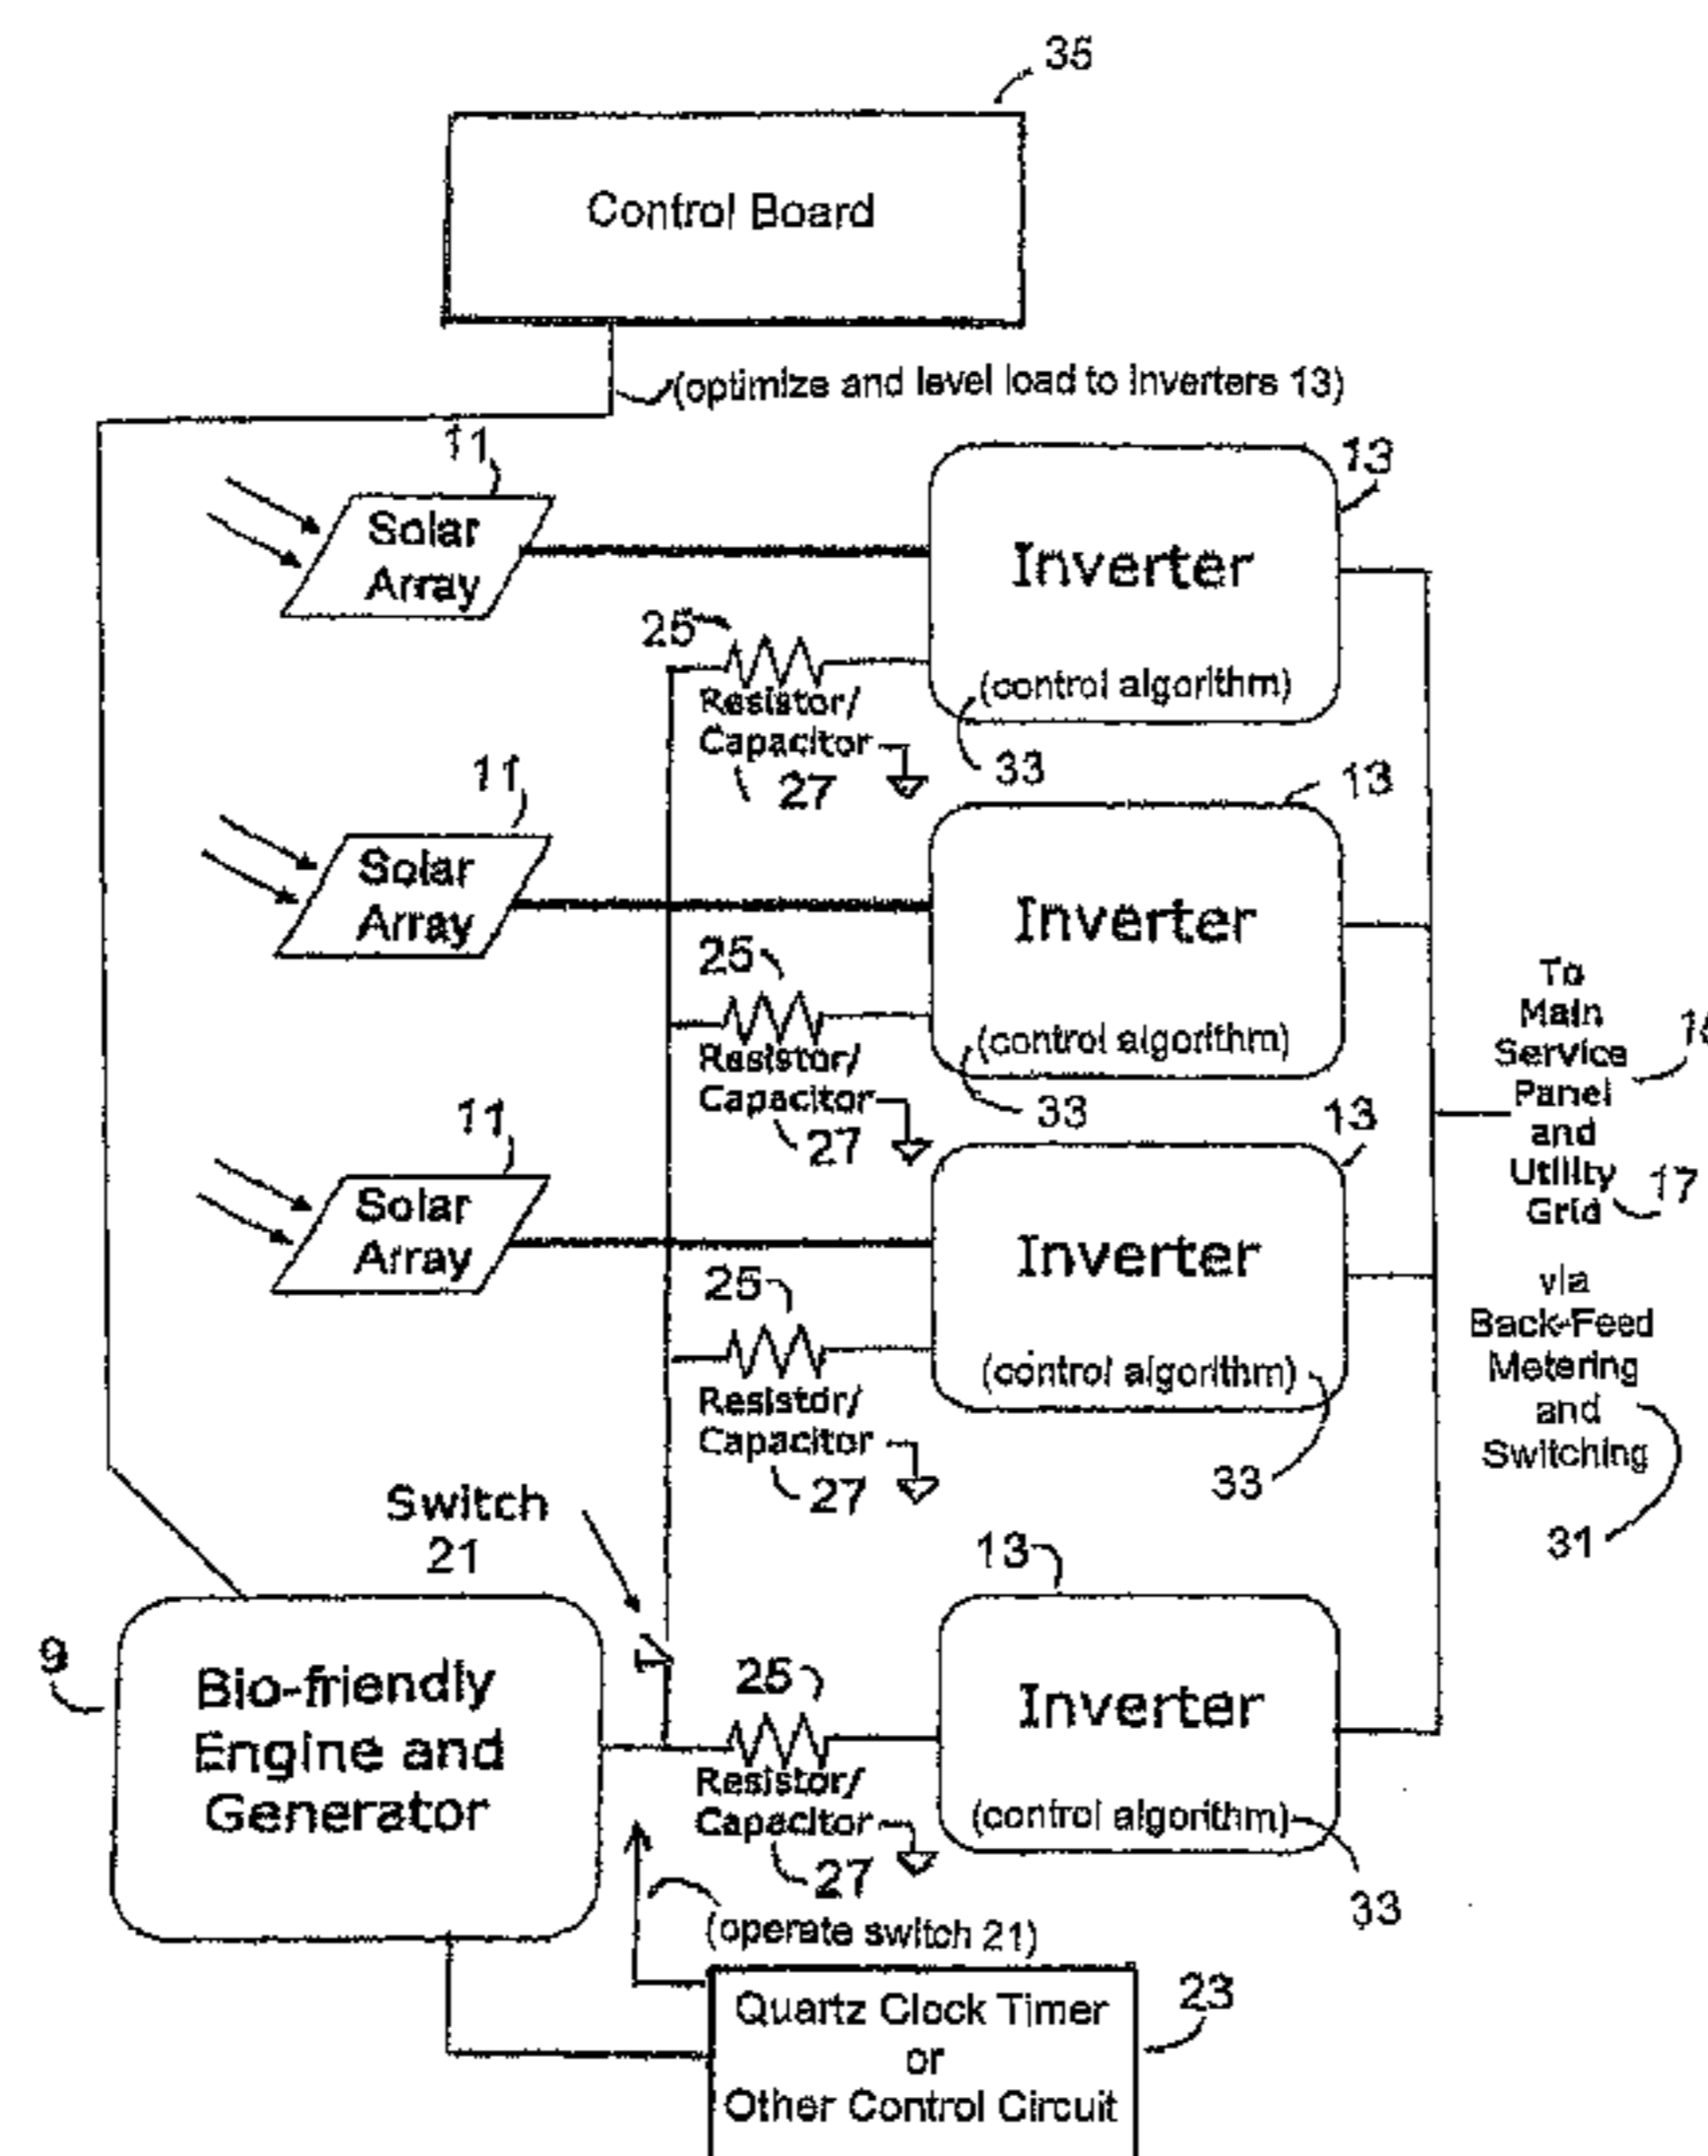 35
Control Board
(optimize and level load to inverters 13)
11
Solar
Array
13
Inverter
(control algorithm)
33
25
Resistor/
Capacitor
27
11
Solar
Array
13
Inverter
(control algorithm)
33
25
Resistor/
Capacitor
27
11
Solar
Array
13
Inverter
(control algorithm)
33
25
Resistor/
Capacitor
27
To
Main
Service
Panel
and
Utility
Grid
17
via
Back-Feed
Metering
and
Switching
31
Switch
21
9
Bio-friendly
Engine and
Generator
25
Resistor/
Capacitor
27
13
Inverter
(control algorithm)
33
(operate switch 21)
23
Quartz Clock Timer
or
Other Control Circuit